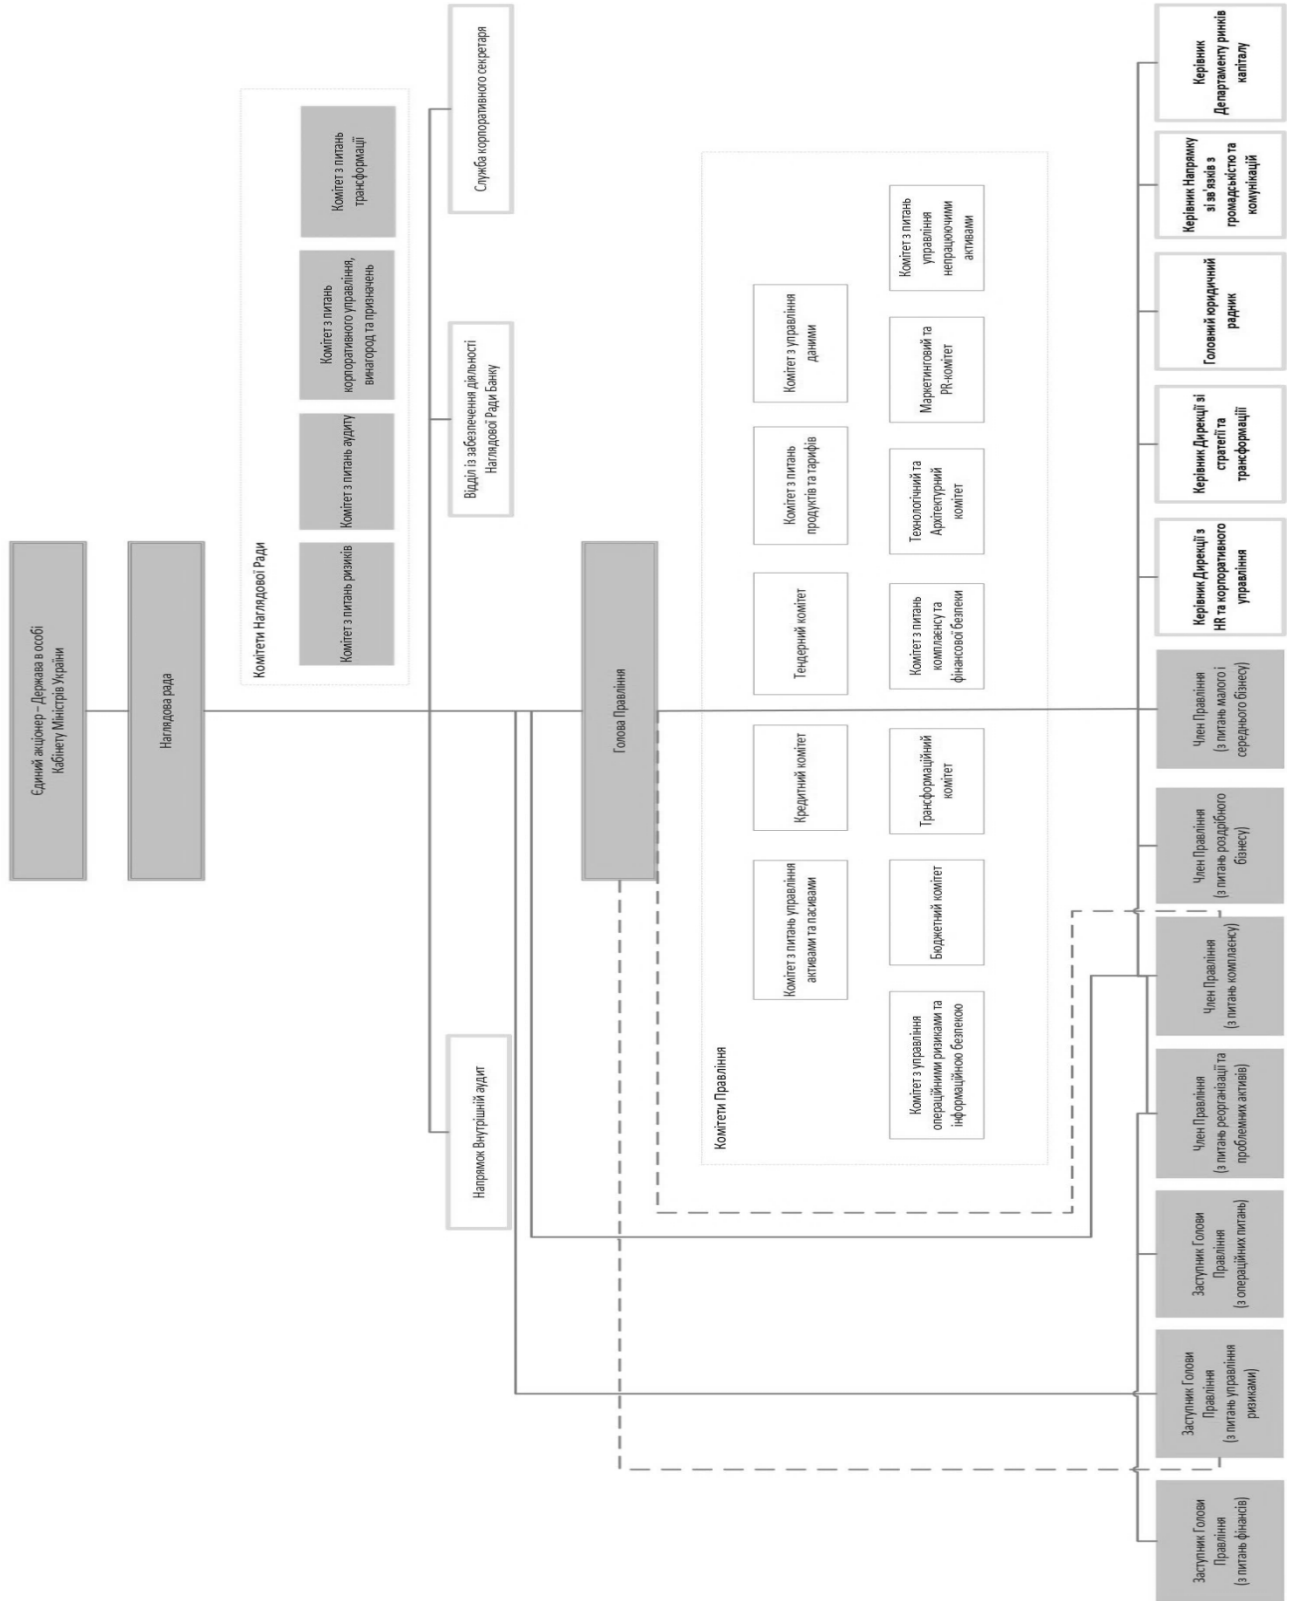 Єдиний акціонер – Держава в особі
Кабінету Міністрів України
Наглядова рада
Комітети Наглядової Ради
Комітет з питань ризиків
Комітет з питань аудиту
Комітет з питань
корпоративного управління,
винагород та призначень
Комітет з питань
трансформації
Напрямок Внутрішній аудит
Відділ із забезпечення діяльності
Наглядової Ради Банку
Служба корпоративного секретаря
Голова Правління
Комітети Правління
Комітет з питань управління
активами та пасивами
Кредитний комітет
Тендерний комітет
Комітет з питань
продуктів та тарифів
Комітет з управління
даними
Комітет з управління
операційними ризиками та
інформаційною безпекою
Бюджетний комітет
Трансформаційний
комітет
Комітет з питань
комплаєнсу та
фінансової безпеки
Технологічний та
Архітектурний
комітет
Маркетинговий та
PR-комітет
Комітет з питань
управління
непрацюючими
активами
Заступник Голови
Правління
(з питань фінансів)
Заступник Голови
Правління
(з питань управління
ризиками)
Заступник Голови
Правління
(з операційних питань)
Член Правління
(з питань реорганізації та
проблемних активів)
Член Правління
(з питань комплаєнсу)
Член Правління
(з питань роздрібного
бізнесу)
Член Правління
(з питань малого і
середнього бізнесу)
Керівник Дирекції з
HR та корпоративного
управління
Керівник Дирекції зі
стратегії та
трансформації
Головний юридичний
радник
Керівник Напрямку
зі зв'язків з
громадськістю та
комунікацій
Керівник
Департаменту ринків
капіталу